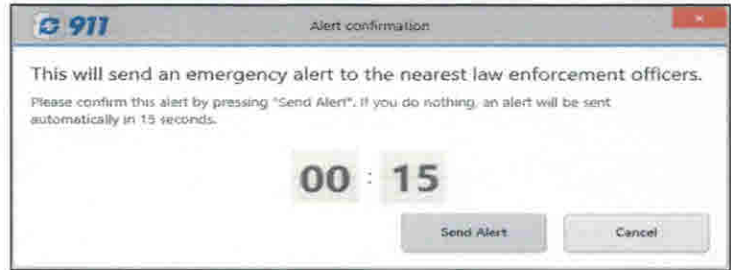 911
Alert confirmation
This will send an emergency alert to the nearest law enforcement officers.
Please confirm this alert by pressing "Send Alert". If you do nothing, an alert will be sent
automatically in 15 seconds.
00 : 15
Send Alert Cancel